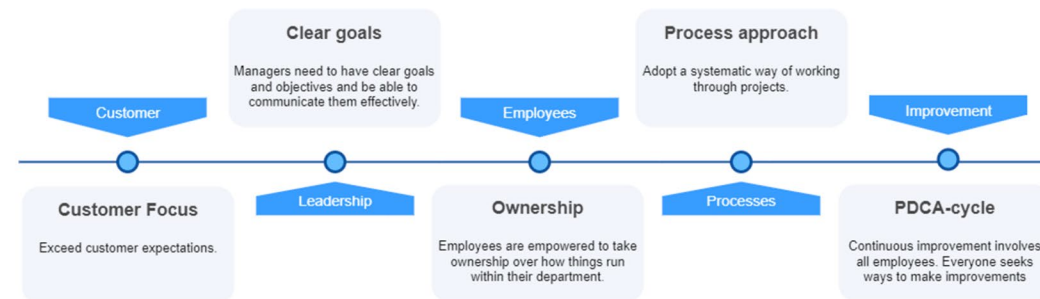 Clear goals
Managers need to have clear goals
and objectives and be able to
communicate them effectively.
Process approach
Adopt a systematic way of working
through projects.
Customer
Employees
Improvement
Leadership
Processes
Customer Focus
Exceed customer expectations.
Ownership
Employees are empowered to take
ownership over how things run
within their department.
PDCA-cycle
Continuous improvement involves
all employees. Everyone seeks
ways to make improvements